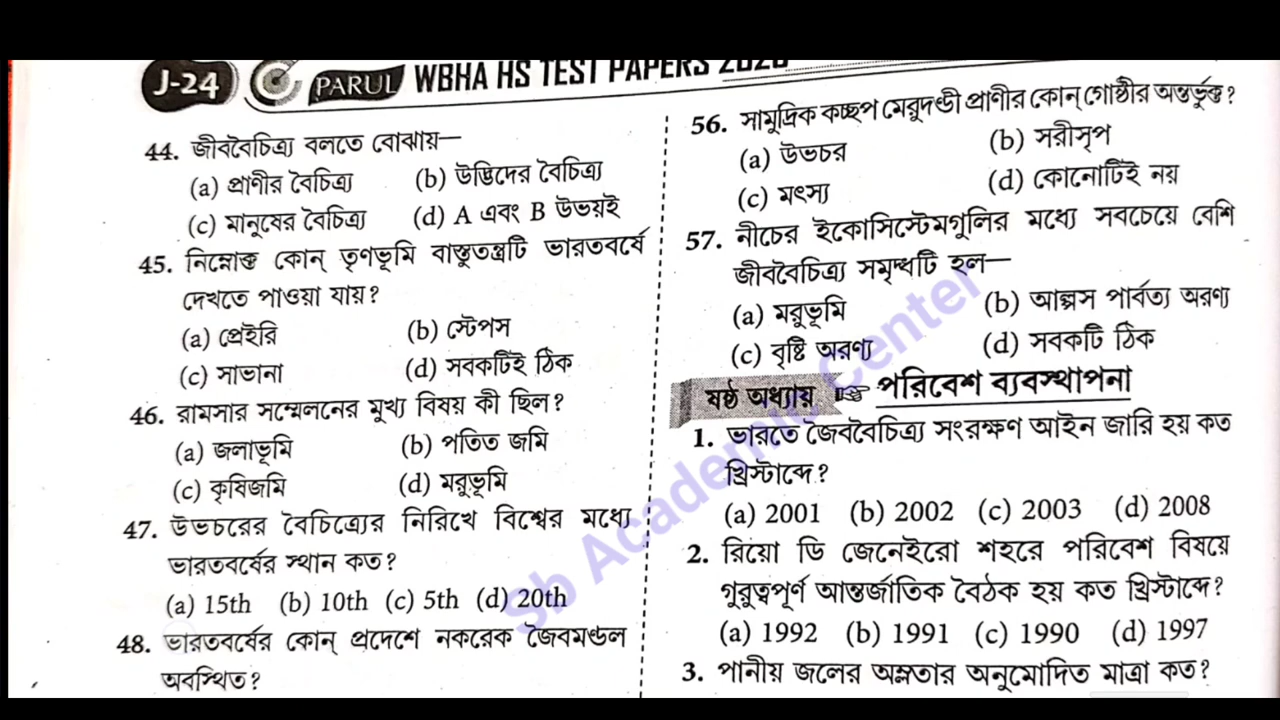 J-24 PARUL WBHA HS TEST PAPERS 2026
44. জীববৈচিত্র্য বলতে বোঝায়—
(a) প্রাণীর বৈচিত্র্য (b) উদ্ভিদের বৈচিত্র্য
(c) মানুষের বৈচিত্র্য (d) A এবং B উভয়ই
45. নিম্নোক্ত কোন্ তৃণভূমি বাস্তুতন্ত্রটি ভারতবর্ষে
দেখতে পাওয়া যায়?
(a) প্রেইরি (b) স্টেপস
(c) সাভানা (d) সবকটিই ঠিক
46. রামসার সম্মেলনের মুখ্য বিষয় কী ছিল?
(a) জলাভূমি (b) পতিত জমি
(c) কৃষিজমি (d) মরুভূমি
47. উভচরের বৈচিত্র্যের নিরিখে বিশ্বের মধ্যে
ভারতবর্ষের স্থান কত?
(a) 15th (b) 10th (c) 5th (d) 20th
48. ভারতবর্ষের কোন্ প্রদেশে নকরেক জৈবমণ্ডল
অবস্থিত?
56. সামুদ্রিক কচ্ছপ মেরুদণ্ডী প্রাণীর কোন্ গোষ্ঠীর অন্তর্ভুক্ত?
(a) উভচর (b) সরীসৃপ
(c) মৎস্য (d) কোনোটিই নয়
57. নীচের ইকোসিস্টেমগুলির মধ্যে সবচেয়ে বেশি
জীববৈচিত্র্য সমৃদ্ধটি হল—
(a) মরুভূমি (b) আল্পস পার্বত্য অরণ্য
(c) বৃষ্টি অরণ্য (d) সবকটি ঠিক
ষষ্ঠ অধ্যায় ☞ পরিবেশ ব্যবস্থাপনা
1. ভারতে জৈববৈচিত্র্য সংরক্ষণ আইন জারি হয় কত
খ্রিস্টাব্দে?
(a) 2001 (b) 2002 (c) 2003 (d) 2008
2. রিয়ো ডি জেনেইরো শহরে পরিবেশ বিষয়ে
গুরুত্বপূর্ণ আন্তর্জাতিক বৈঠক হয় কত খ্রিস্টাব্দে?
(a) 1992 (b) 1991 (c) 1990 (d) 1997
3. পানীয় জলের অম্লতার অনুমোদিত মাত্রা কত?
Sb Academic Center